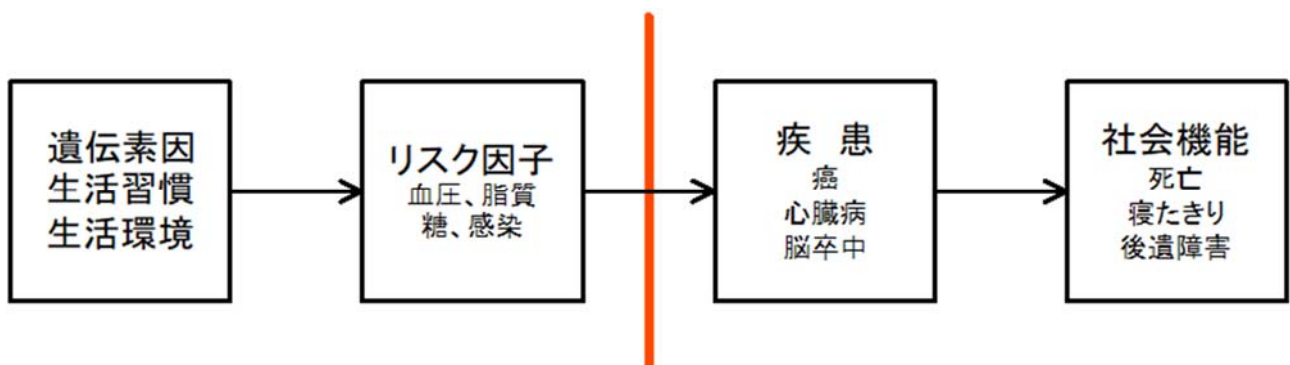 遺伝素因
生活習慣
生活環境
リスク因子
血圧、脂質
糖、感染
疾 患
癌
心臓病
脳卒中
社会機能
死亡
寝たきり
後遺障害